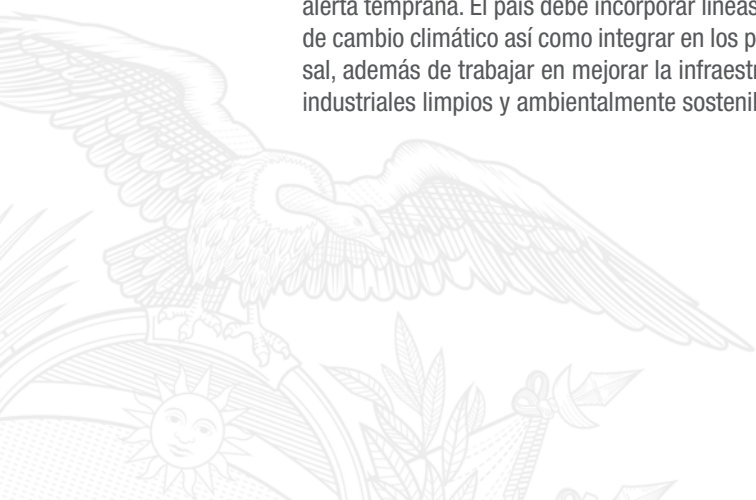 alerta temprana. El país debe incorporar líneas
de cambio climático así como integrar en los p
sal, además de trabajar en mejorar la infraestr
industriales limpios y ambientalmente sostenil